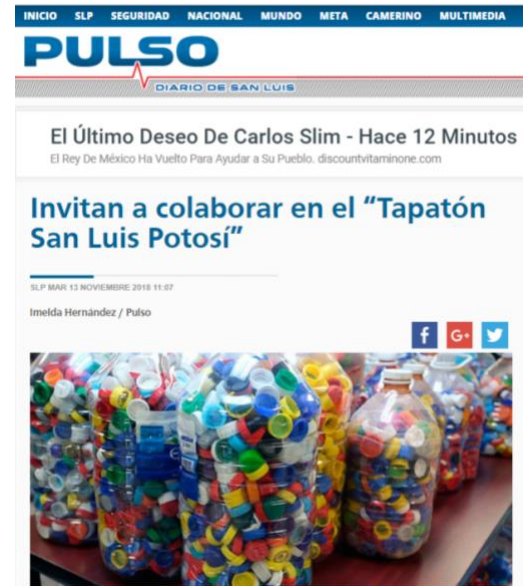 INICIO SLP SEGURIDAD NACIONAL MUNDO META CAMERINO MULTIMEDIA
PULSO
DIARIO DE SAN LUIS
El Último Deseo De Carlos Slim - Hace 12 Minutos
El Rey De México Ha Vuelto Para Ayudar a Su Pueblo. discountvitaminone.com
Invitan a colaborar en el “Tapatón
San Luis Potosí”
SLP MAR 13 NOVIEMBRE 2018 11:07
Imelda Hernández / Pulso
f G+